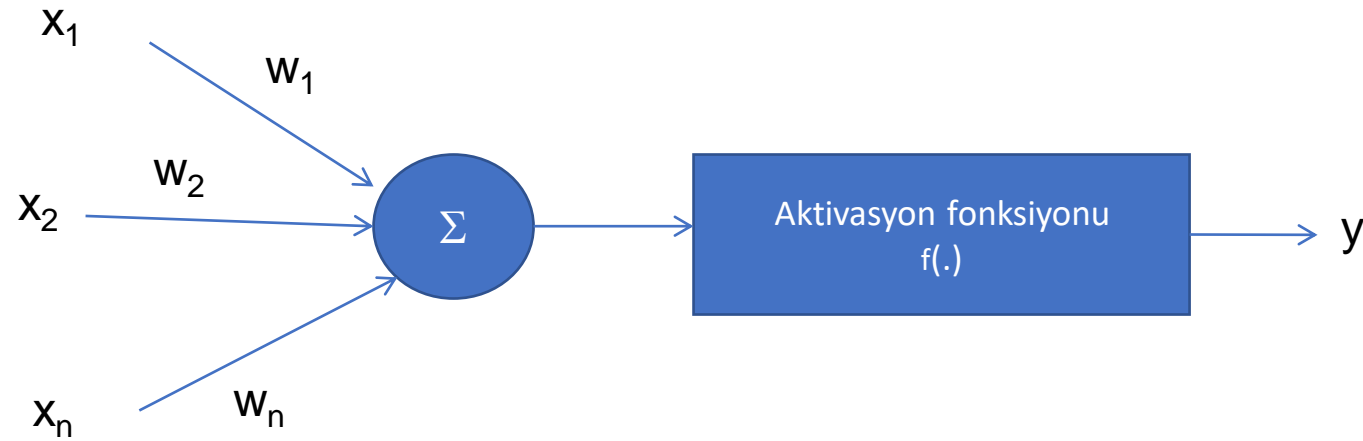 x₁
w₁
w₂
x₂
Σ
Aktivasyon fonksiyonu
f(.)
y
wₙ
xₙ